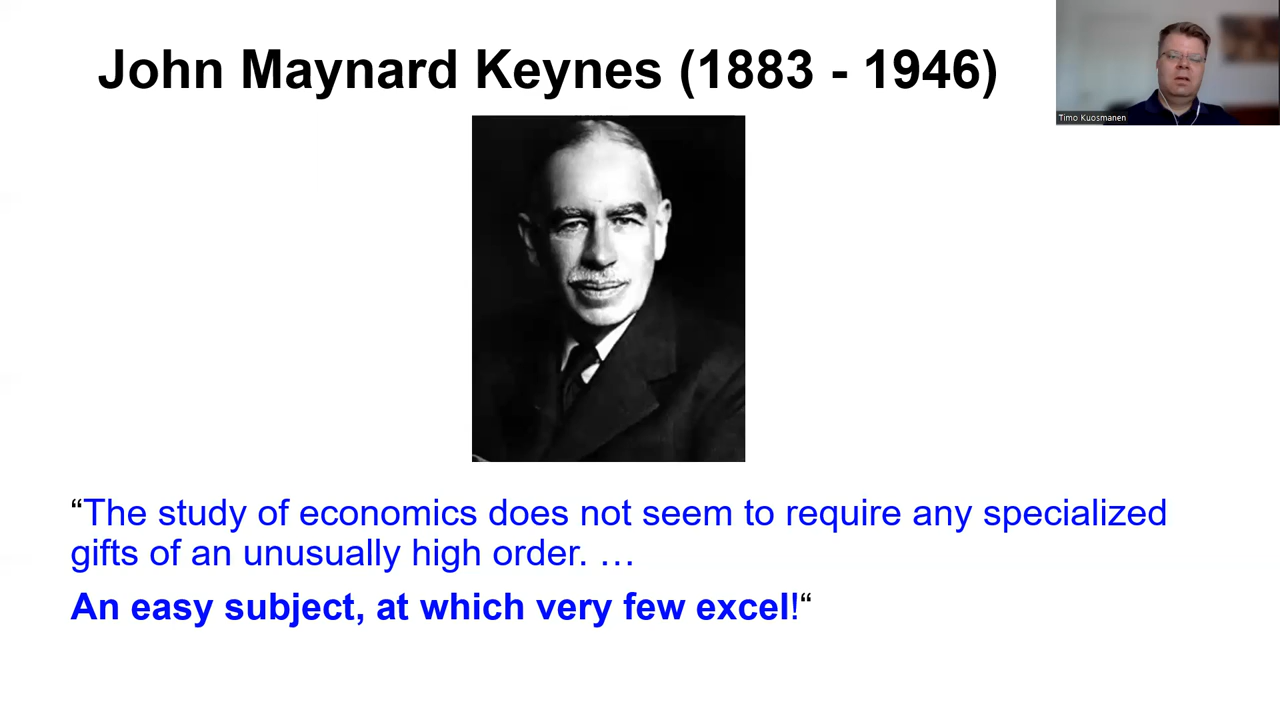 John Maynard Keynes (1883 - 1946)
Timo Kuosmanen
“The study of economics does not seem to require any specialized
gifts of an unusually high order. …
An easy subject, at which very few excel!“